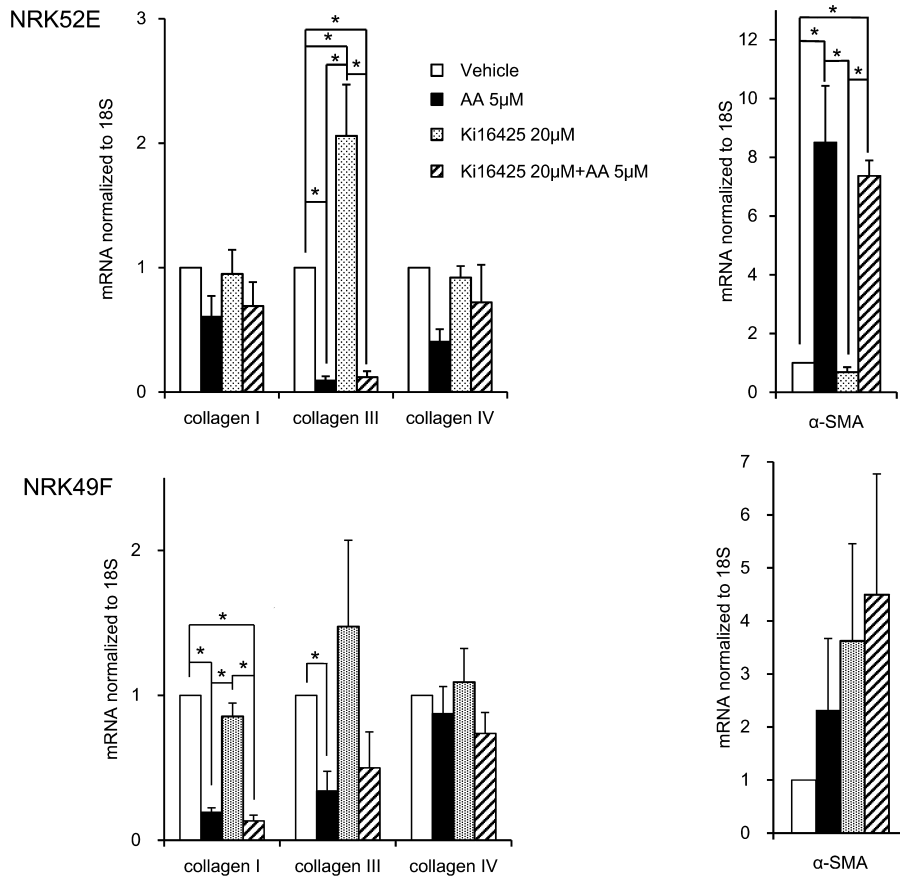 NRK52E
mRNA normalized to 18S
3
2
1
0
* * * * *
collagen I collagen III collagen IV
Vehicle
AA 5μM
Ki16425 20μM
Ki16425 20μM+AA 5μM
mRNA normalized to 18S
12
10
8
6
4
2
0
* * * *
α-SMA
NRK49F
mRNA normalized to 18S
2
1
0
* * * * *
collagen I collagen III collagen IV
mRNA normalized to 18S
7
6
5
4
3
2
1
0
α-SMA